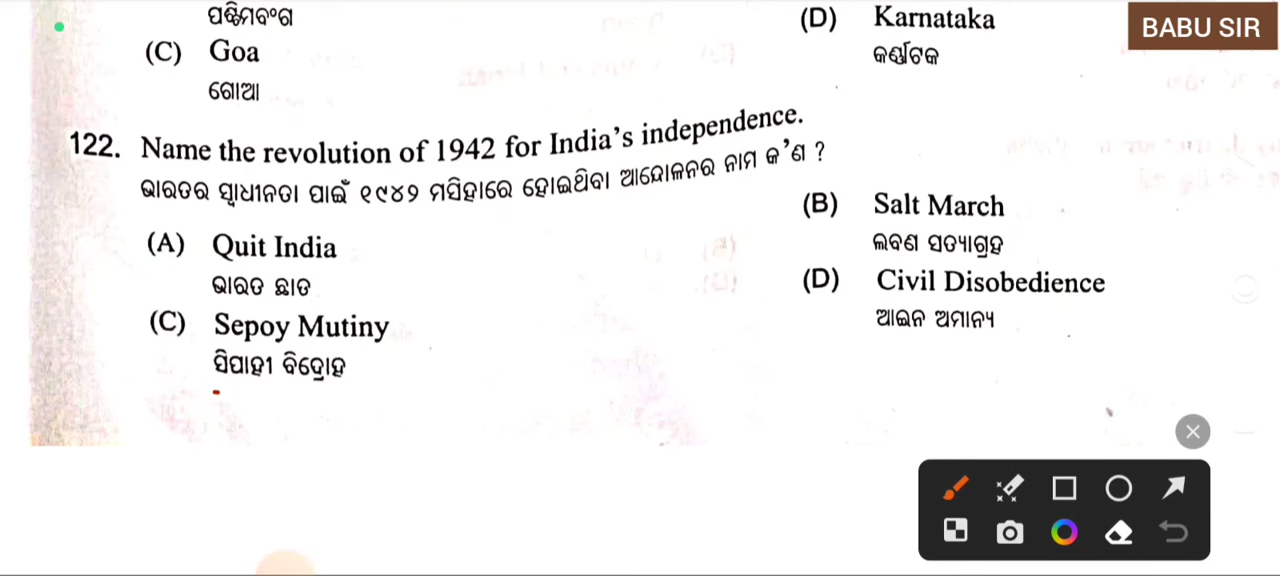 ପଶ୍ଚିମବଂଗ
(D) Karnataka
BABU SIR
(C) Goa
କର୍ଣ୍ଣାଟକ
ଗୋଆ
122. Name the revolution of 1942 for India's independence.
ଭାରତର ସ୍ୱାଧୀନତା ପାଇଁ ୧୯୪୨ ମସିହାରେ ହୋଇଥିବା ଆନ୍ଦୋଳନର ନାମ କ'ଣ ?
(A) Quit India
ଭାରତ ଛାଡ
(B) Salt March
ଲବଣ ସତ୍ୟାଗ୍ରହ
(C) Sepoy Mutiny
ସିପାହୀ ବିଦ୍ରୋହ
(D) Civil Disobedience
ଆଇନ ଅମାନ୍ୟ